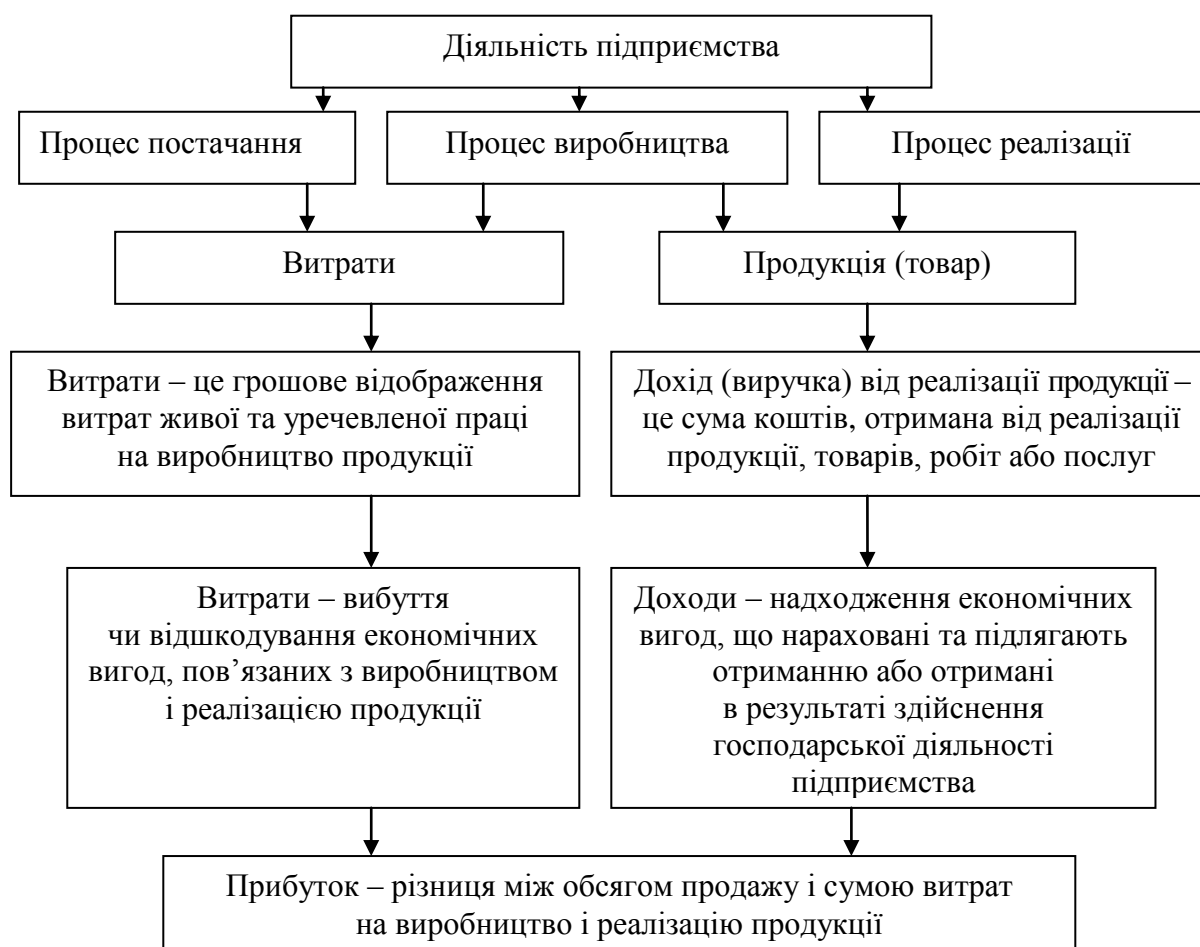 Діяльність підприємства
Процес постачання
Процес виробництва
Процес реалізації
Витрати
Продукція (товар)
Витрати – це грошове відображення
витрат живої та уречевленої праці
на виробництво продукції
Дохід (виручка) від реалізації продукції –
це сума коштів, отримана від реалізації
продукції, товарів, робіт або послуг
Витрати – вибуття
чи відшкодування економічних
вигод, пов’язаних з виробництвом
і реалізацією продукції
Доходи – надходження економічних
вигод, що нараховані та підлягають
отриманню або отримані
в результаті здійснення
господарської діяльності
підприємства
Прибуток – різниця між обсягом продажу і сумою витрат
на виробництво і реалізацію продукції